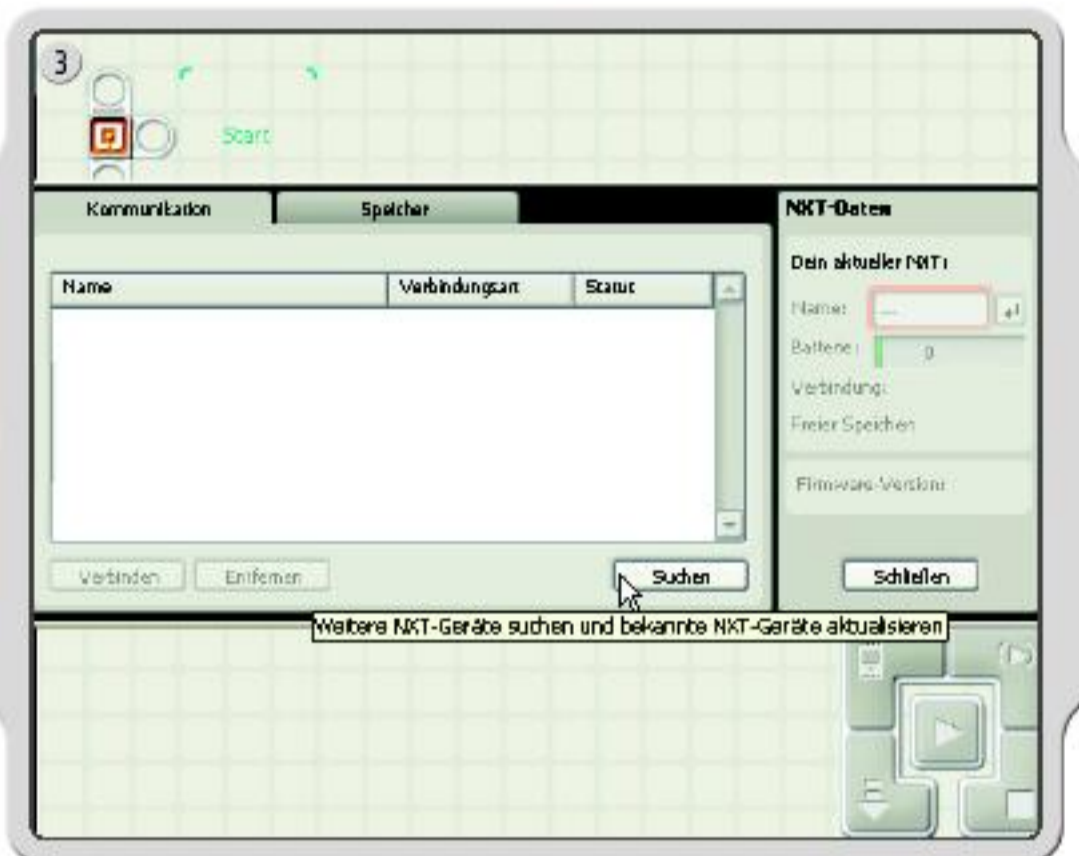 3
Start
Kommunikation
Speicher
NXT-Daten
Dein aktueller NXT:
Name
Verbindungsart
Status
Name: ---
Batterie: 0
Verbindung:
Freier Speicher:
Firmware-Version:
Verbinden
Entfernen
Suchen
Schließen
Weitere NXT-Geräte suchen und bekannte NXT-Geräte aktualisieren